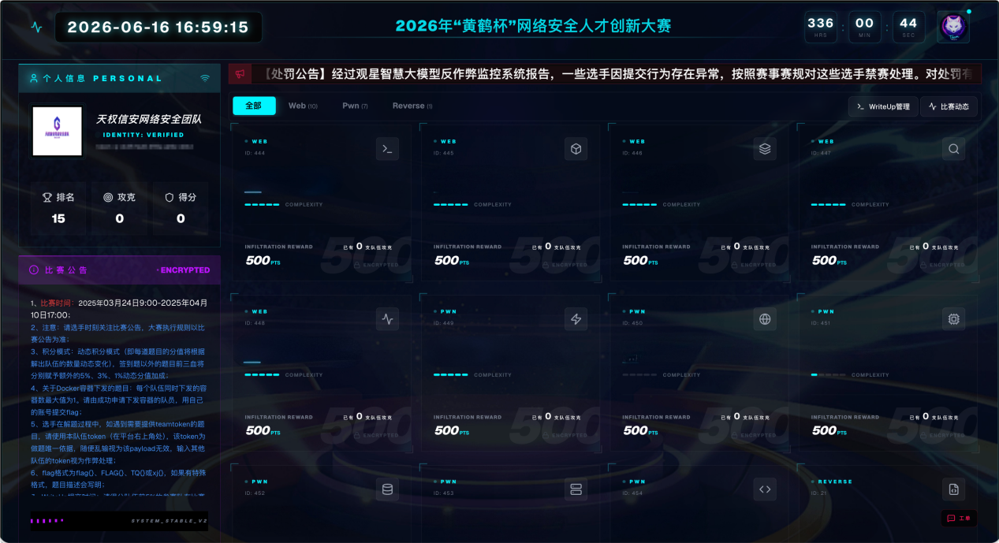 2026-06-16 16:59:15
2026年“黄鹤杯”网络安全人才创新大赛
336 : 00 : 44
HRS MIN SEC
个人信息 PERSONAL
天权信安网络安全团队
IDENTITY: VERIFIED
排名 攻克 得分
15 0 0
比赛公告 ENCRYPTED
1、比赛时间：2025年03月24日9:00-2025年04月
10日17:00；
2、注意：请选手时刻关注比赛公告，大赛执行规则以比
赛公告为准；
3、积分模式：动态积分模式（即每道题目的分值将根据
解出队伍的数量动态变化），签到题以外的题目前三血将
分别赋予额外的5%、3%、1%动态分值加成；
4、关于Docker容器下发的题目：每个队伍同时下发的容
器数最大值为1。请由成功申请下发容器的队员，用自己
的账号提交flag；
5、选手在解题过程中，如遇到需要提供teamtoken的题
目，请使用本队伍token（在平台右上角处），该token为
做题唯一依据，随便乱输视为该payload无效，输入其他
队伍的token视为作弊处理；
6、flag格式为flag{}、FLAG{}、TQ{}或xj{}，如果有特殊
格式，题目描述会写明；
SYSTEM_STABLE_V2
【处罚公告】经过观星智慧大模型反作弊监控系统报告，一些选手因提交行为存在异常，按照赛事赛规对这些选手禁赛处理。对处罚有
全部 Web (10) Pwn (7) Reverse (1)
WriteUp管理 比赛动态
WEB WEB WEB WEB
ID: 444 ID: 445 ID: 446 ID: 447
COMPLEXITY COMPLEXITY COMPLEXITY COMPLEXITY
500 500 500 500
INFILTRATION REWARD 已有 0 支队伍攻克 INFILTRATION REWARD 已有 0 支队伍攻克 INFILTRATION REWARD 已有 0 支队伍攻克 INFILTRATION REWARD 已有 0 支队伍攻克
500 PTS ENCRYPTED 500 PTS ENCRYPTED 500 PTS ENCRYPTED 500 PTS ENCRYPTED
WEB PWN PWN PWN
ID: 448 ID: 449 ID: 450 ID: 451
COMPLEXITY COMPLEXITY COMPLEXITY COMPLEXITY
500 500 500 500
INFILTRATION REWARD 已有 0 支队伍攻克 INFILTRATION REWARD 已有 0 支队伍攻克 INFILTRATION REWARD 已有 0 支队伍攻克 INFILTRATION REWARD 已有 0 支队伍攻克
500 PTS ENCRYPTED 500 PTS ENCRYPTED 500 PTS ENCRYPTED 500 PTS ENCRYPTED
PWN PWN PWN REVERSE
ID: 452 ID: 453 ID: 454 ID: 21
工单